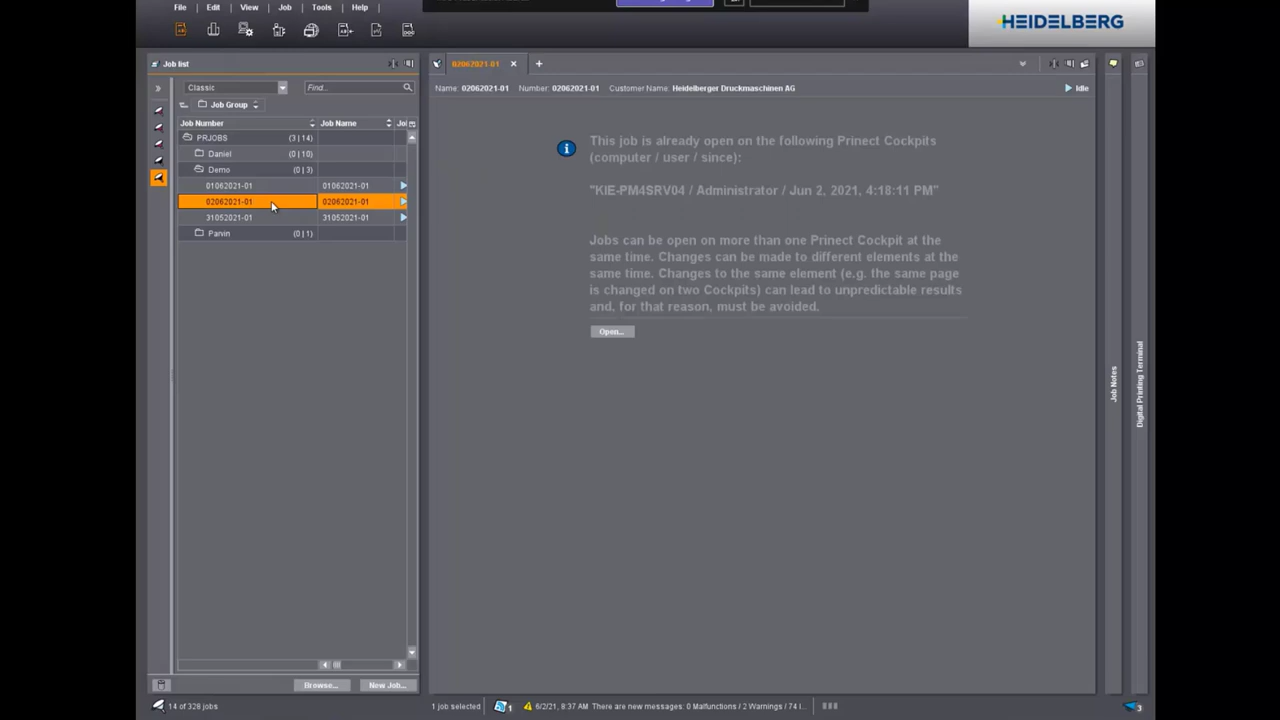 File Edit View Job Tools Help
HEIDELBERG
Job list
02062021-01
Classic
Find...
Name: 02062021-01 Number: 02062021-01 Customer Name: Heidelberger Druckmaschinen AG
Idle
Job Group
Job Number Job Name Jo
PRJOBS (3 | 14)
Daniel (0 | 10)
Demo (0 | 3)
01062021-01 01062021-01
02062021-01 02062021-01
31052021-01 31052021-01
Parvin (0 | 1)
This job is already open on the following Prinect Cockpits
(computer / user / since):
"KIE-PM4SRV04 / Administrator / Jun 2, 2021, 4:18:11 PM"
Jobs can be open on more than one Prinect Cockpit at the
same time. Changes can be made to different elements at the
same time. Changes to the same element (e.g. the same page
is changed on two Cockpits) can lead to unpredictable results
and, for that reason, must be avoided.
Open...
Job Notes
Digital Printing Terminal
Browse... New Job...
14 of 328 jobs
1 job selected
1
6/2/21, 8:37 AM There are new messages: 0 Malfunctions / 2 Warnings / 74 I...
3